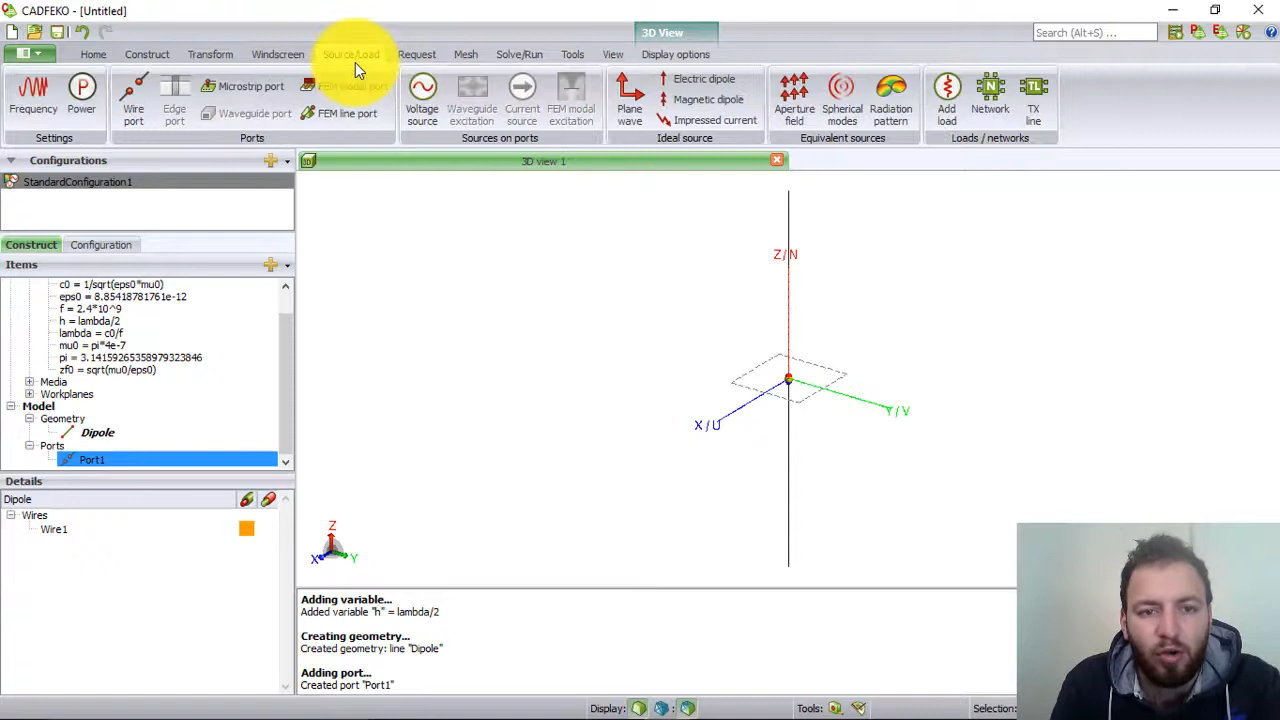 CADFEKO - [Untitled]
3D View
Search (Alt+S)
Home Construct Transform Windscreen Source/Load Request Mesh Solve/Run Tools View Display options
Frequency Power
Settings
Wire port Edge port Microstrip port Waveguide port FEM modal port FEM line port
Ports
Voltage source Waveguide excitation Current source FEM modal excitation
Sources on ports
Plane wave Electric dipole Magnetic dipole Impressed current
Ideal source
Aperture field Spherical modes Radiation pattern
Equivalent sources
Add load Network TX line
Loads / networks
Configurations
StandardConfiguration1
3D view 1
Construct Configuration
Items
c0 = 1/sqrt(eps0*mu0)
eps0 = 8.85418781761e-12
f = 2.4*10^9
h = lambda/2
lambda = c0/f
mu0 = pi*4e-7
pi = 3.14159265358979323846
zf0 = sqrt(mu0/eps0)
Media
Workplanes
Model
Geometry
Dipole
Ports
Port1
Details
Dipole
Wires
Wire1
Z/N
X/U
Y/V
Z
X
Y
Adding variable...
Added variable "h" = lambda/2
Creating geometry...
Created geometry: line "Dipole"
Adding port...
Created port "Port1"
Display:
Tools:
Selection: